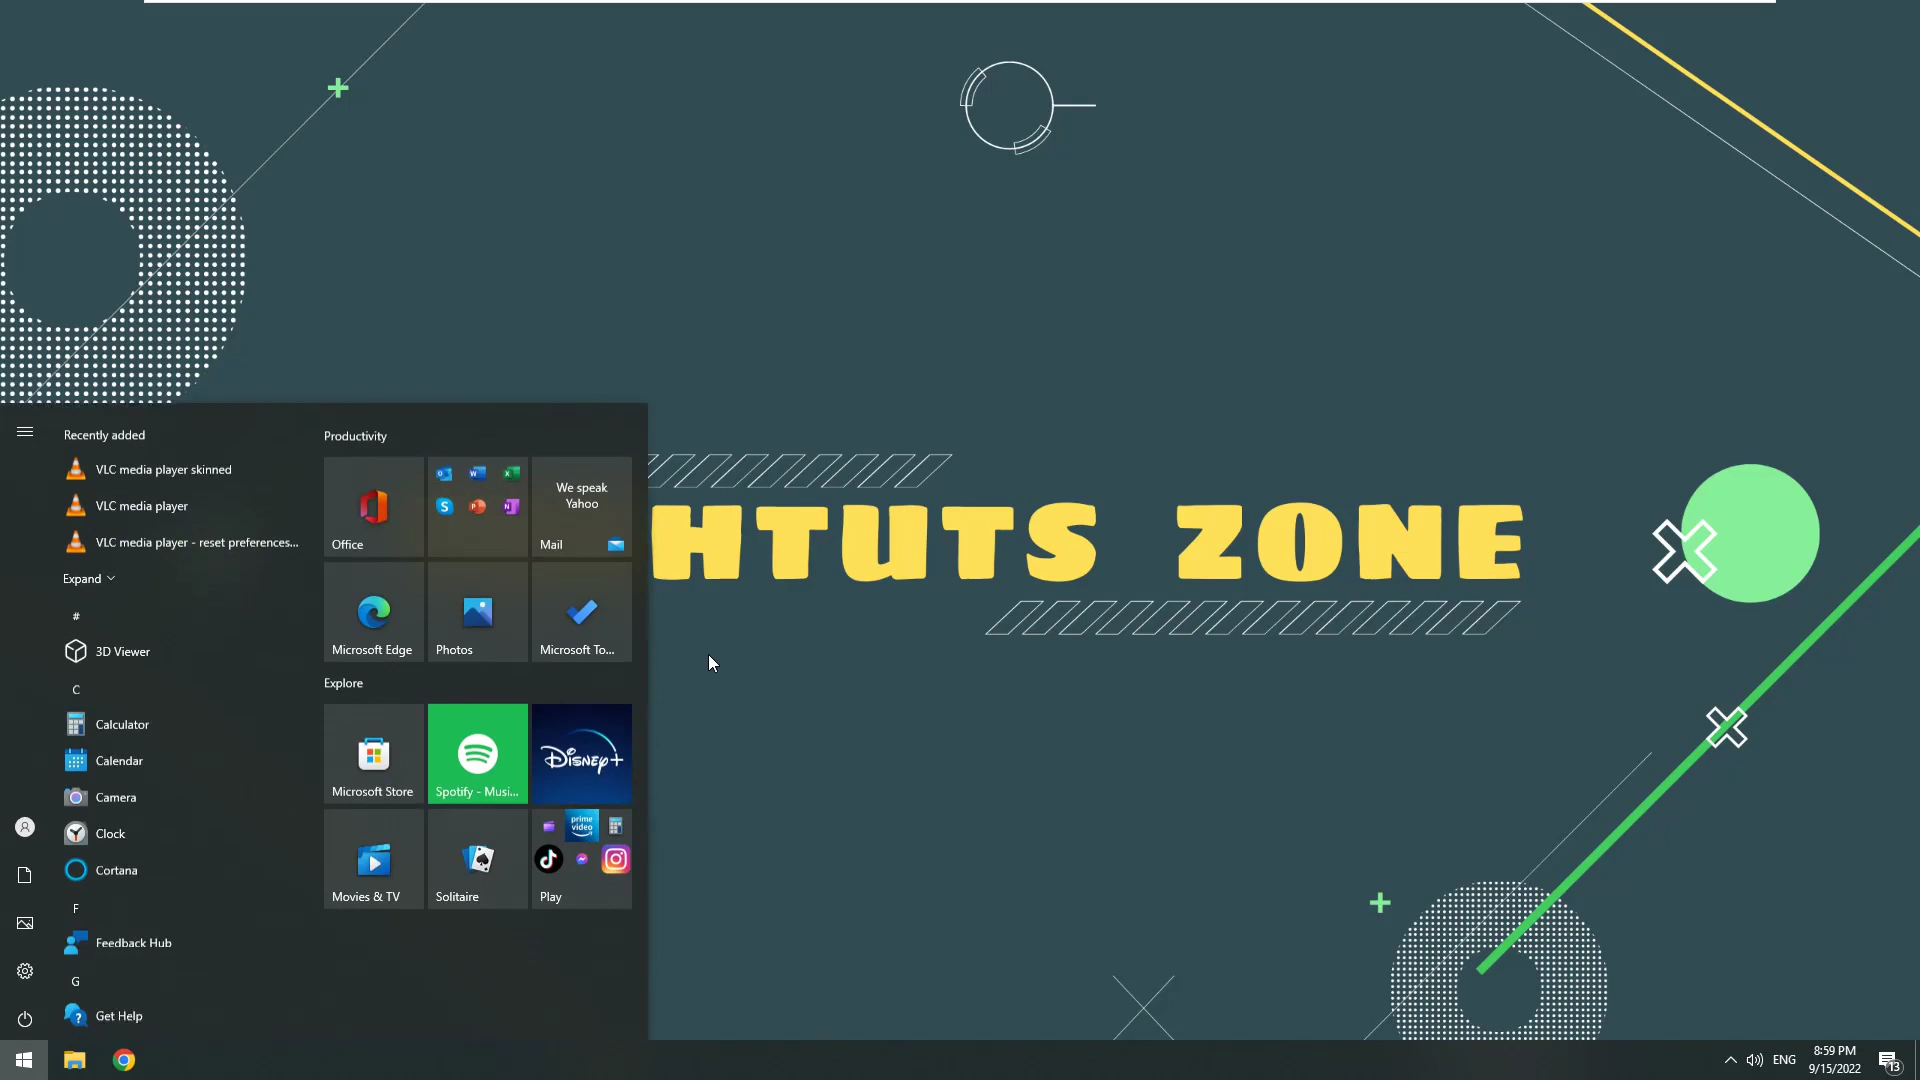 HTUTS ZONE
Recently added
VLC media player skinned
VLC media player
VLC media player - reset preferences...
Expand
#
3D Viewer
C
Calculator
Calendar
Camera
Clock
Cortana
F
Feedback Hub
G
Get Help
Productivity
Office
We speak
Yahoo
Mail
Microsoft Edge
Photos
Microsoft To...
Explore
Microsoft Store
Spotify - Musi...
Disney+
Movies & TV
Solitaire
prime
video
Play
ENG
8:59 PM
9/15/2022
13